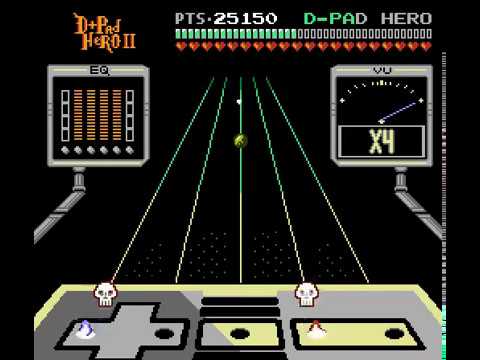 D+Pad
HeRO II
PTS·25150 D-PAD HERO
EQ
VU
X4